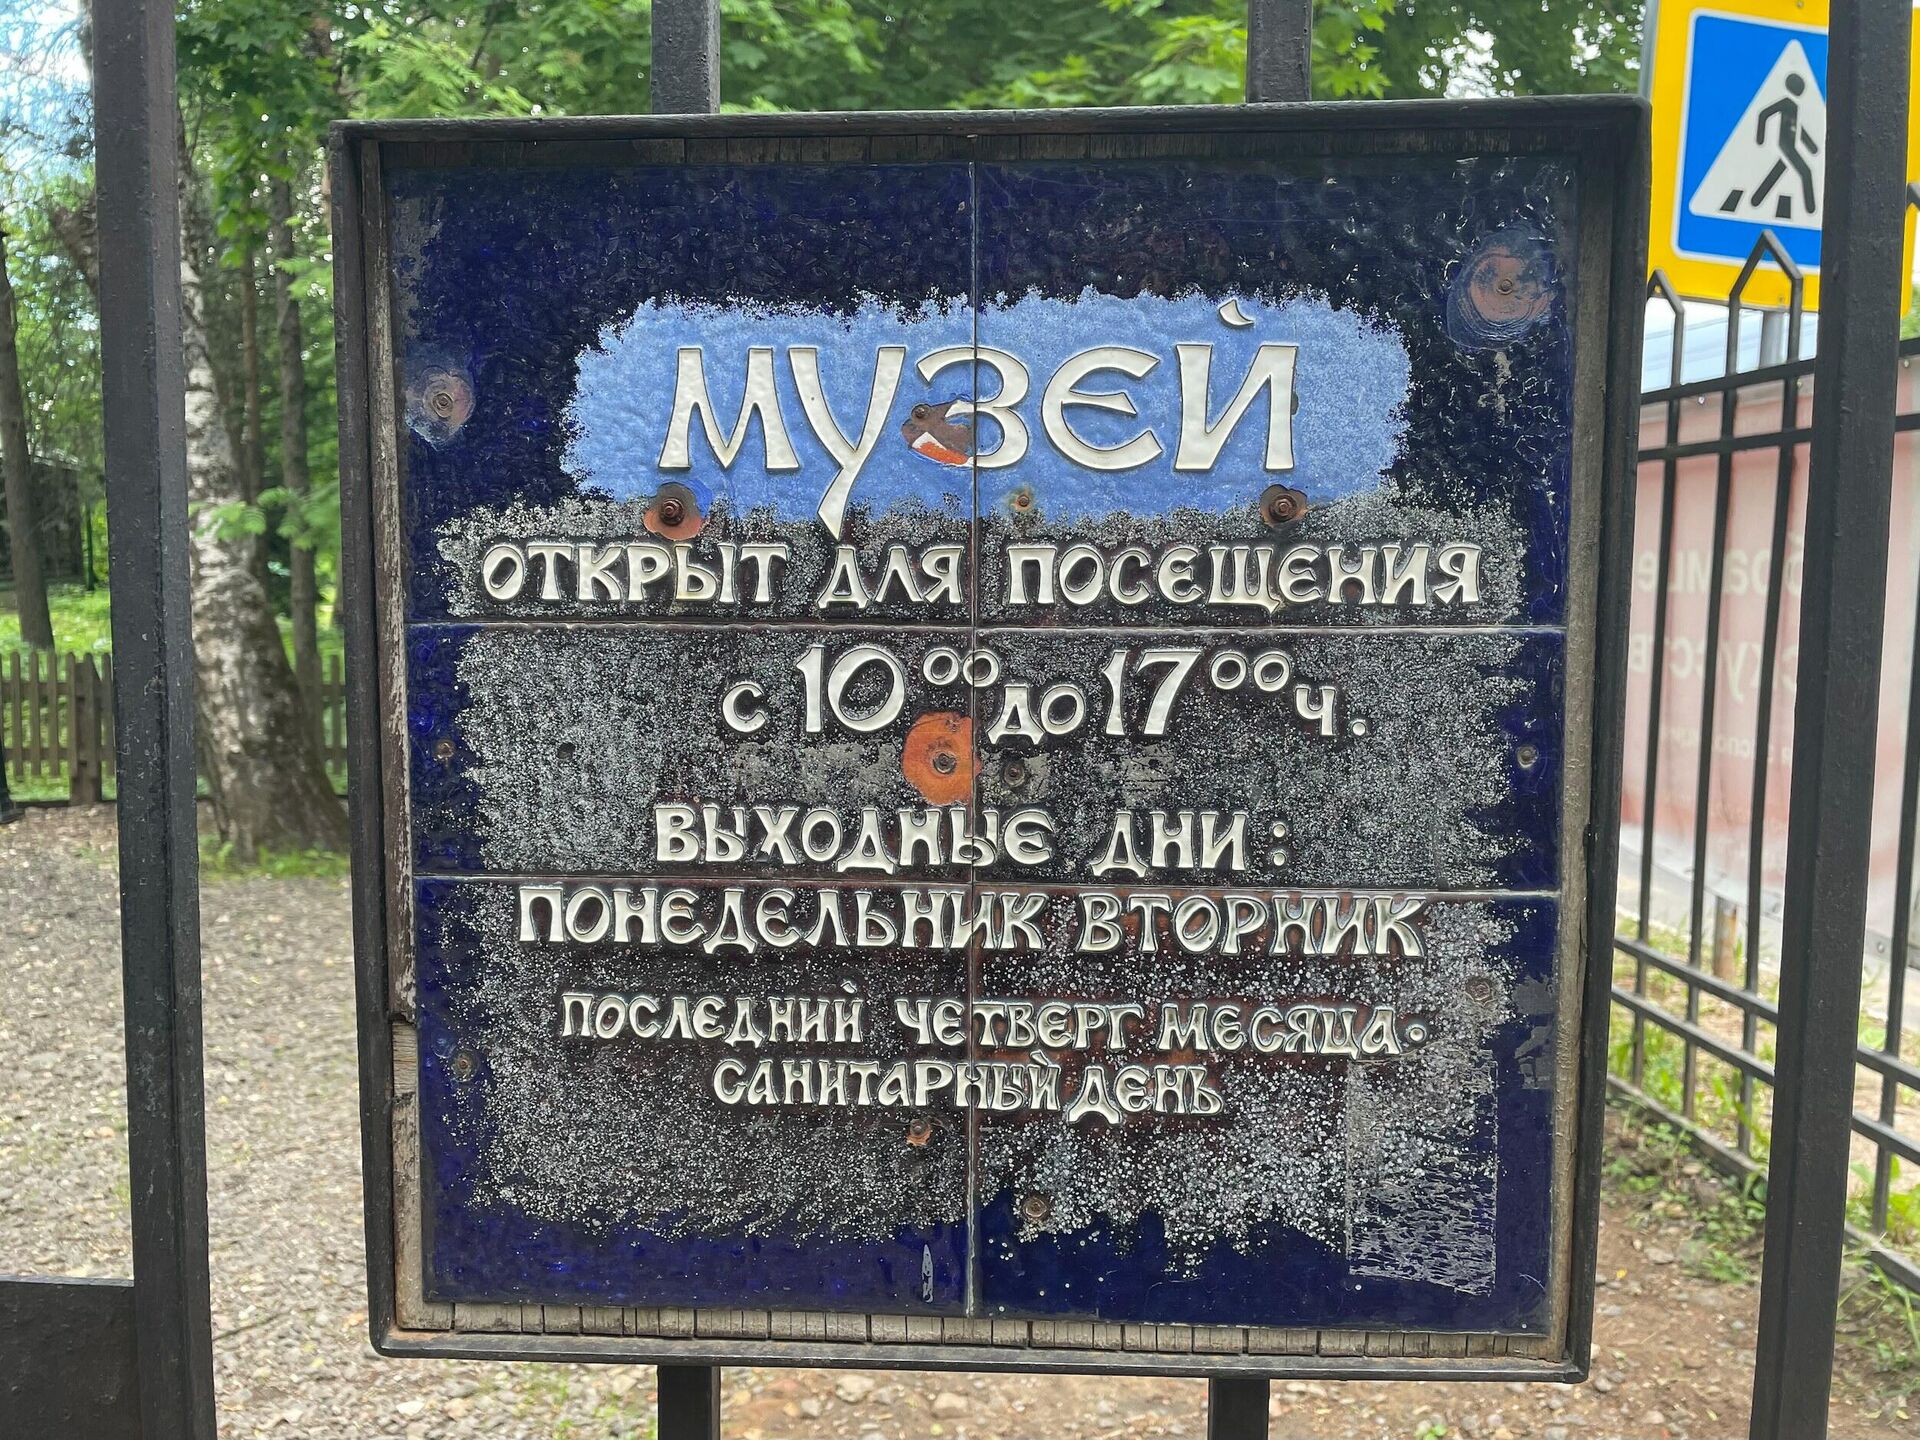 МУЗЕЙ
ОТКРЫТ ДЛЯ ПОСЕЩЕНИЯ
С 10⁰⁰ ДО 17⁰⁰ Ч.
ВЫХОДНЫЕ ДНИ:
ПОНЕДЕЛЬНИК ВТОРНИК
ПОСЛЕДНИЙ ЧЕТВЕРГ МЕСЯЦА-
САНИТАРНЫЙ ДЕНЬ